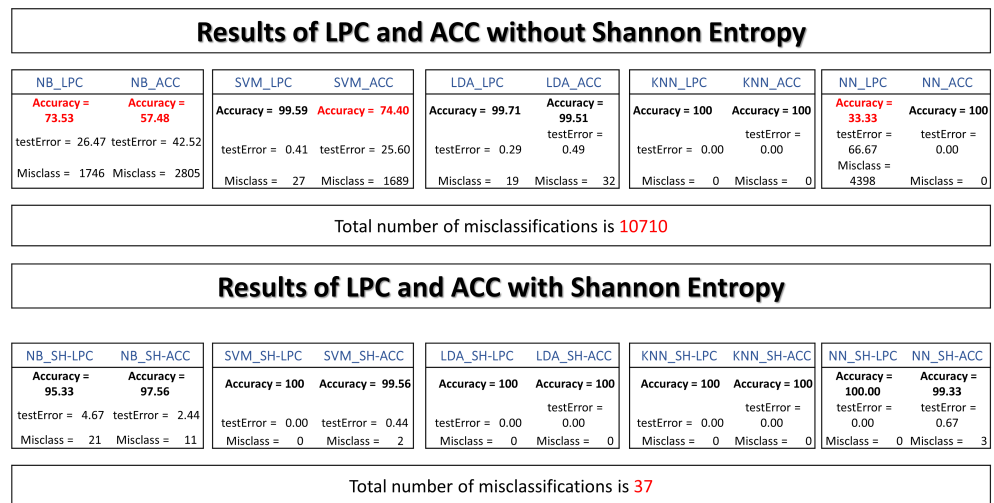 Results of LPC and ACC without Shannon Entropy
NB_LPC NB_ACC
Accuracy = 73.53 Accuracy = 57.48
testError = 26.47 testError = 42.52
Misclass = 1746 Misclass = 2805
SVM_LPC SVM_ACC
Accuracy = 99.59 Accuracy = 74.40
testError = 0.41 testError = 25.60
Misclass = 27 Misclass = 1689
LDA_LPC LDA_ACC
Accuracy = 99.71 Accuracy = 99.51
testError = 0.29 testError = 0.49
Misclass = 19 Misclass = 32
KNN_LPC KNN_ACC
Accuracy = 100 Accuracy = 100
testError = 0.00 testError = 0.00
Misclass = 0 Misclass = 0
NN_LPC NN_ACC
Accuracy = 33.33 Accuracy = 100
testError = 66.67 testError = 0.00
Misclass = 4398 Misclass = 0
Total number of misclassifications is 10710
Results of LPC and ACC with Shannon Entropy
NB_SH-LPC NB_SH-ACC
Accuracy = 95.33 Accuracy = 97.56
testError = 4.67 testError = 2.44
Misclass = 21 Misclass = 11
SVM_SH-LPC SVM_SH-ACC
Accuracy = 100 Accuracy = 99.56
testError = 0.00 testError = 0.44
Misclass = 0 Misclass = 2
LDA_SH-LPC LDA_SH-ACC
Accuracy = 100 Accuracy = 100
testError = 0.00 testError = 0.00
Misclass = 0 Misclass = 0
KNN_SH-LPC KNN_SH-ACC
Accuracy = 100 Accuracy = 100
testError = 0.00 testError = 0.00
Misclass = 0 Misclass = 0
NN_SH-LPC NN_SH-ACC
Accuracy = 100.00 Accuracy = 99.33
testError = 0.00 testError = 0.67
Misclass = 0 Misclass = 3
Total number of misclassifications is 37